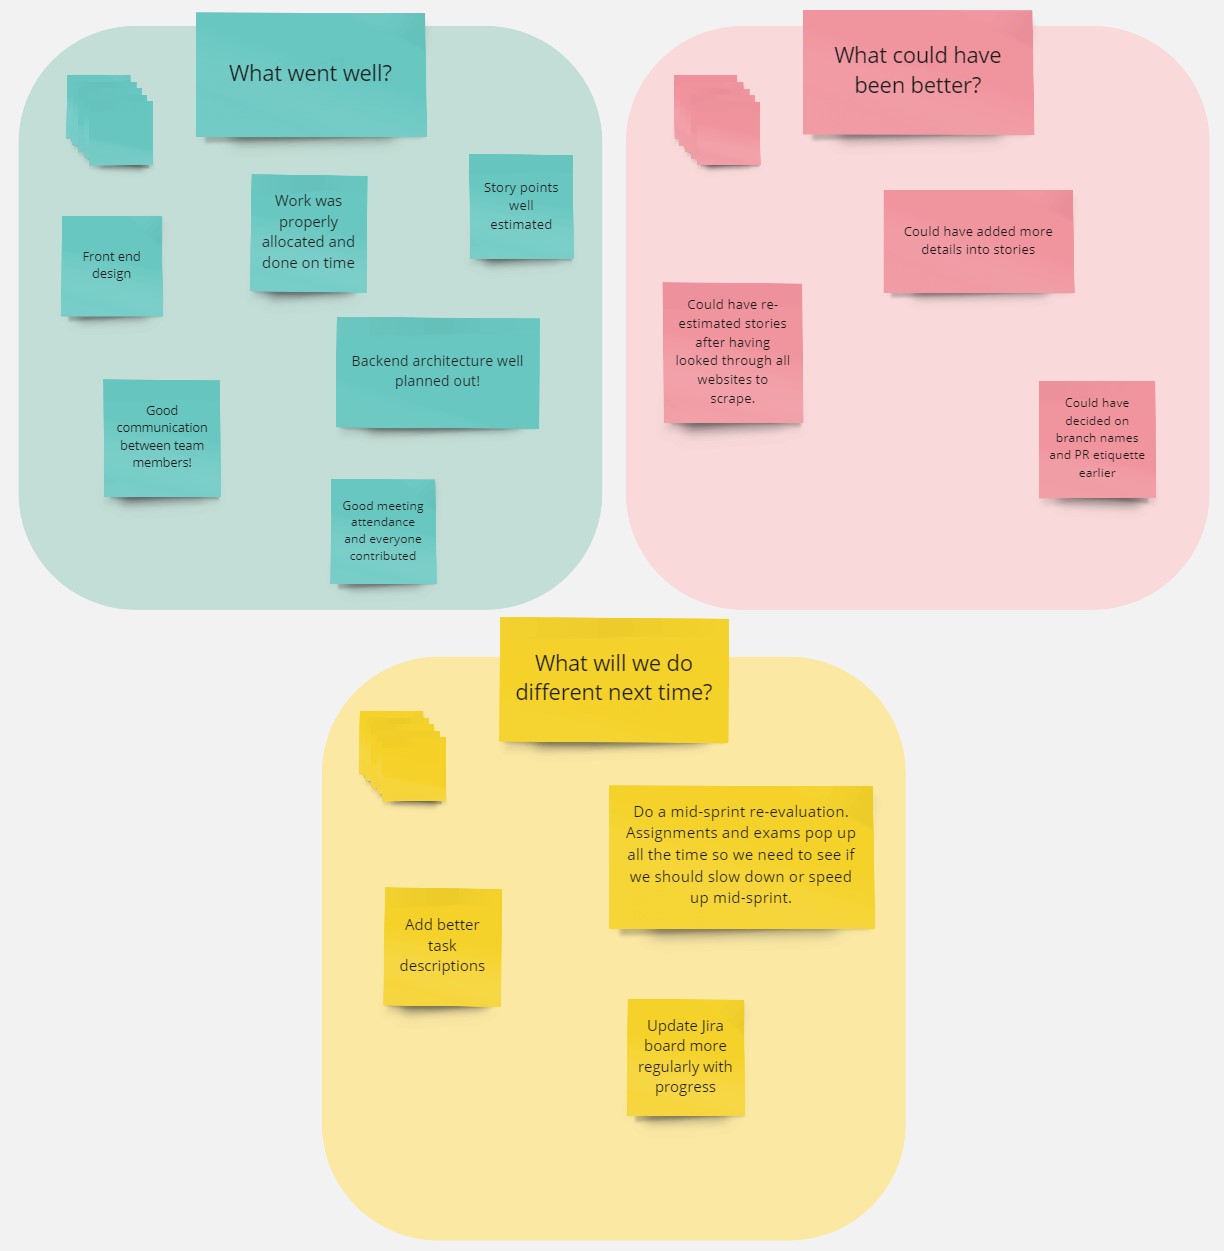 What went well?
Work was
properly
allocated and
done on time
Story points
well
estimated
Front end
design
Backend architecture well
planned out!
Good
communication
between team
members!
Good meeting
attendance
and everyone
contributed
What could have
been better?
Could have added more
details into stories
Could have re-
estimated stories
after having
looked through all
websites to
scrape.
Could have
decided on
branch names
and PR etiquette
earlier
What will we do
different next time?
Do a mid-sprint re-evaluation.
Assignments and exams pop up
all the time so we need to see if
we should slow down or speed
up mid-sprint.
Add better
task
descriptions
Update Jira
board more
regularly with
progress